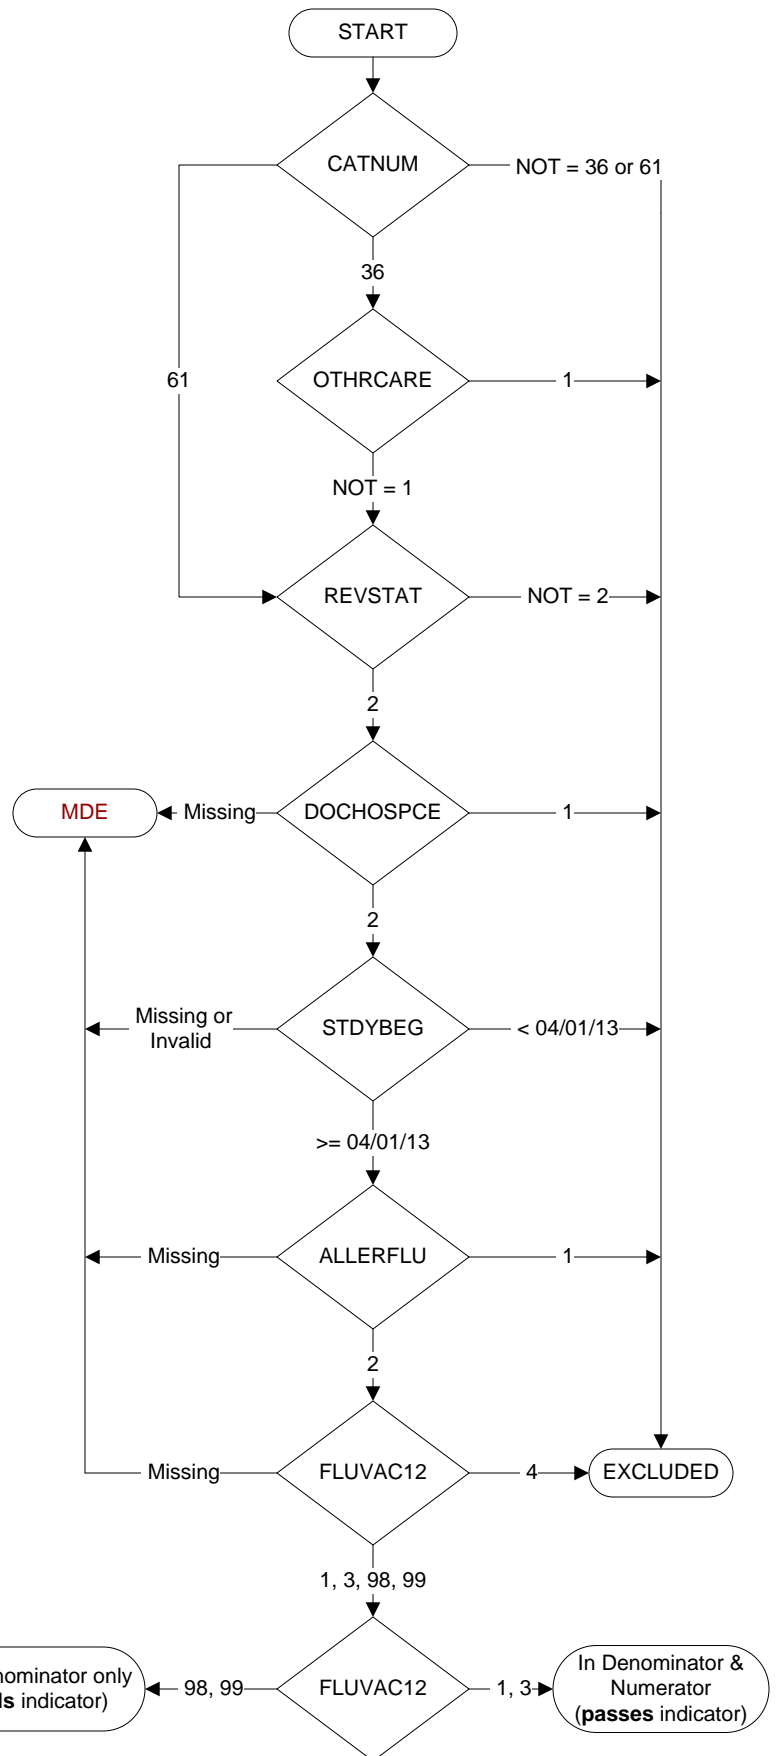 START
CATNUM
NOT = 36 or 61
36
61
OTHRCARE
1
NOT = 1
REVSTAT
NOT = 2
2
MDE
Missing
DOCHOSPCE
1
2
Missing or
Invalid
STDYBEG
< 04/01/13
>= 04/01/13
Missing
ALLERFLU
1
2
Missing
FLUVAC12
4
EXCLUDED
1, 3, 98, 99
nominator only
ls indicator)
98, 99
FLUVAC12
1, 3
In Denominator &
Numerator
(passes indicator)